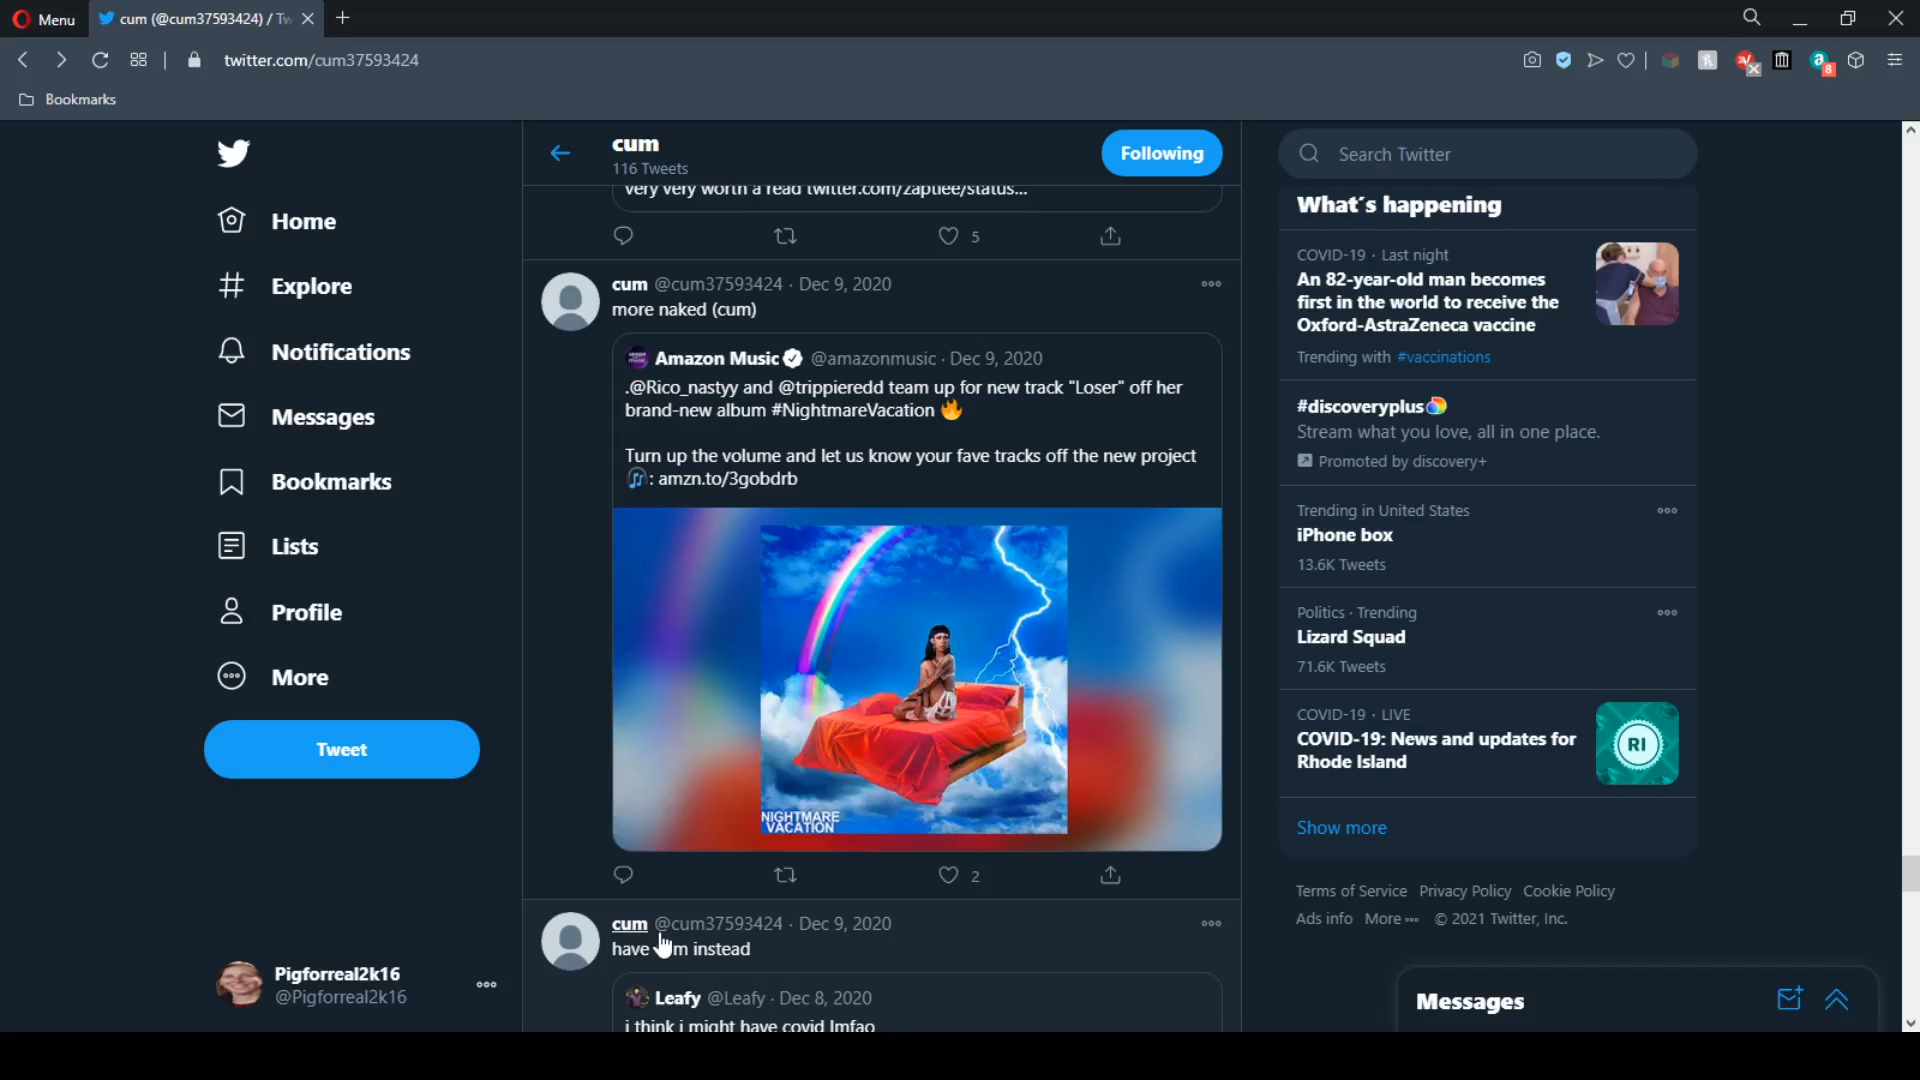 Menu
cum (@cum37593424) / Tw
twitter.com/cum37593424
Bookmarks
Home
Explore
Notifications
Messages
Bookmarks
Lists
Profile
More
Tweet
Pigforreal2k16
@Pigforreal2k16
cum
116 Tweets
Following
very very worth a read twitter.com/zaptiee/status...
5
cum @cum37593424 · Dec 9, 2020
more naked (cum)
Amazon Music @amazonmusic · Dec 9, 2020
.@Rico_nastyy and @trippieredd team up for new track "Loser" off her
brand-new album #NightmareVacation 🔥
Turn up the volume and let us know your fave tracks off the new project
🎵: amzn.to/3gobdrb
NIGHTMARE
VACATION
2
cum @cum37593424 · Dec 9, 2020
have instead
Leafy @Leafy · Dec 8, 2020
i think i might have covid lmfao
Search Twitter
What's happening
COVID-19 · Last night
An 82-year-old man becomes
first in the world to receive the
Oxford-AstraZeneca vaccine
Trending with #vaccinations
#discoveryplus
Stream what you love, all in one place.
Promoted by discovery+
Trending in United States
iPhone box
13.6K Tweets
Politics · Trending
Lizard Squad
71.6K Tweets
COVID-19 · LIVE
COVID-19: News and updates for
Rhode Island
RI
Show more
Terms of Service Privacy Policy Cookie Policy
Ads info More © 2021 Twitter, Inc.
Messages